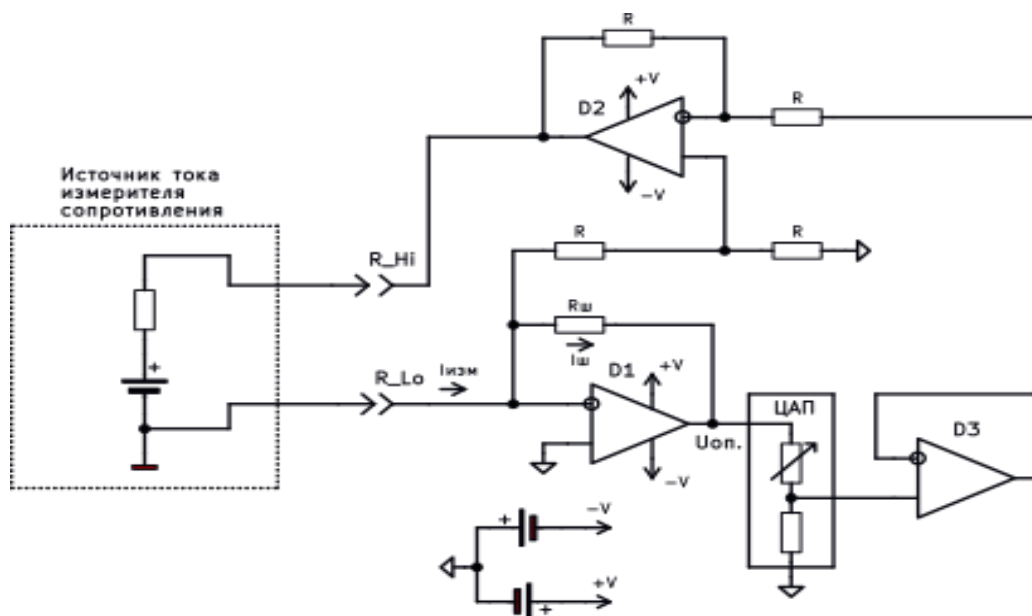 R
+V
D2
R
-V
Источник тока
измерителя
сопротивления
R_Hi
R
R
Rш
Iш
+
R_Lo
Iизм
D1
+V
ЦАП
Uоп.
D3
-V
+
-V
+V
+